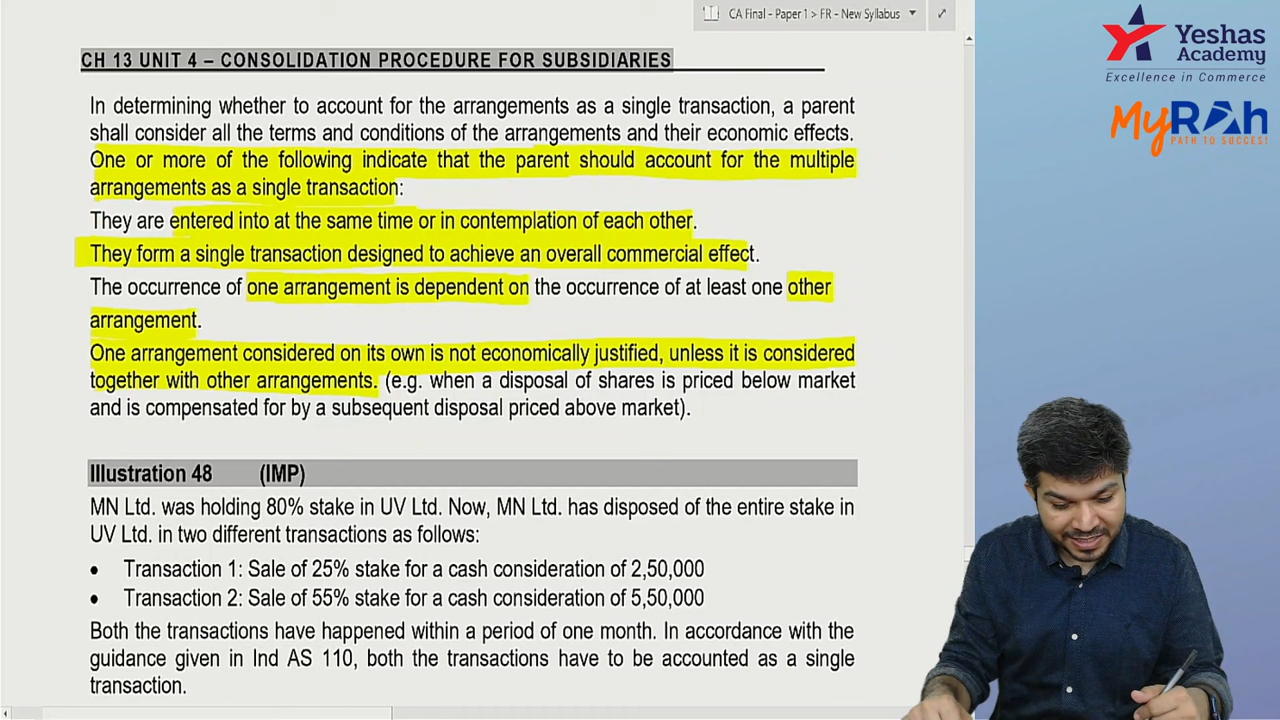 CA Final - Paper 1 > FR - New Syllabus
Yeshas
Academy
Excellence in Commerce
MyRAh
PATH TO SUCCESS!
CH 13 UNIT 4 – CONSOLIDATION PROCEDURE FOR SUBSIDIARIES
In determining whether to account for the arrangements as a single transaction, a parent
shall consider all the terms and conditions of the arrangements and their economic effects.
One or more of the following indicate that the parent should account for the multiple
arrangements as a single transaction:
They are entered into at the same time or in contemplation of each other.
They form a single transaction designed to achieve an overall commercial effect.
The occurrence of one arrangement is dependent on the occurrence of at least one other
arrangement.
One arrangement considered on its own is not economically justified, unless it is considered
together with other arrangements. (e.g. when a disposal of shares is priced below market
and is compensated for by a subsequent disposal priced above market).
Illustration 48 (IMP)
MN Ltd. was holding 80% stake in UV Ltd. Now, MN Ltd. has disposed of the entire stake in
UV Ltd. in two different transactions as follows:
• Transaction 1: Sale of 25% stake for a cash consideration of 2,50,000
• Transaction 2: Sale of 55% stake for a cash consideration of 5,50,000
Both the transactions have happened within a period of one month. In accordance with the
guidance given in Ind AS 110, both the transactions have to be accounted as a single
transaction.